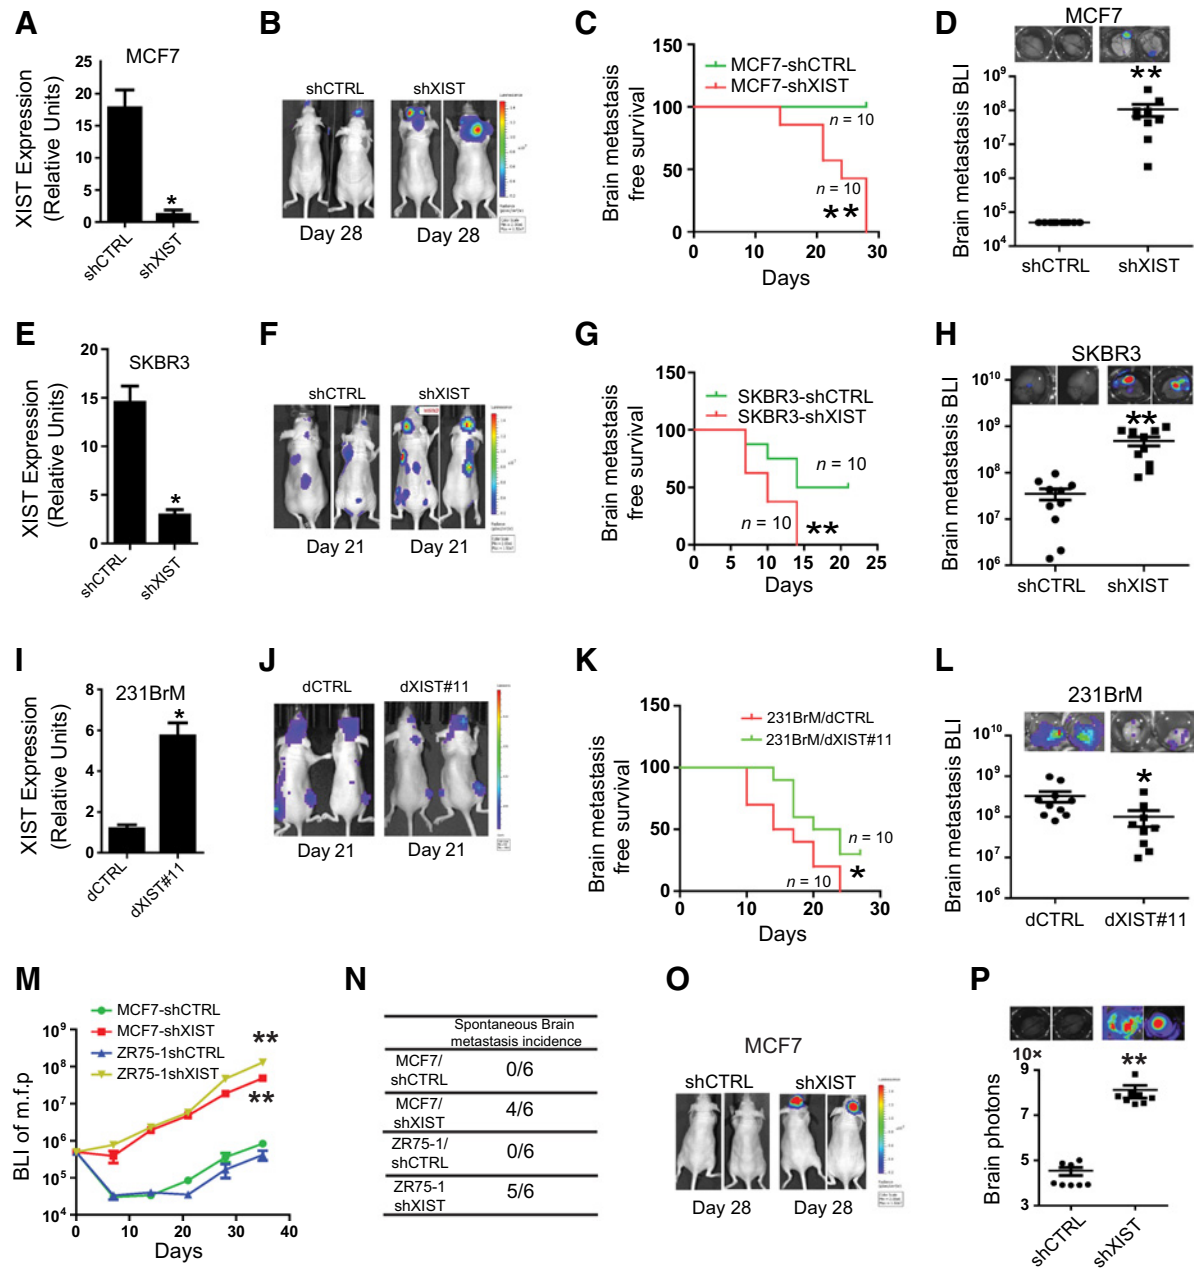 A
MCF7
XIST Expression
(Relative Units)
25
20
15
10
5
0
*
shCTRL
shXIST
B
shCTRL
shXIST
Day 28
Day 28
C
Brain metastasis
free survival
150
100
50
0
MCF7-shCTRL
MCF7-shXIST
n = 10
n = 10
**
0
10
20
30
Days
D
MCF7
Brain metastasis BLI
10⁹
10⁸
10⁷
10⁶
10⁵
10⁴
**
shCTRL
shXIST
E
SKBR3
XIST Expression
(Relative Units)
20
15
10
5
0
*
shCTRL
shXIST
F
shCTRL
shXIST
Day 21
Day 21
G
Brain metastasis
free survival
150
100
50
0
SKBR3-shCTRL
SKBR3-shXIST
n = 10
n = 10
**
0
5
10
15
20
25
Days
H
SKBR3
Brain metastasis BLI
10¹⁰
10⁹
10⁸
10⁷
10⁶
**
shCTRL
shXIST
I
231BrM
XIST Expression
(Relative Units)
8
6
4
2
0
*
dCTRL
dXIST#11
J
dCTRL
dXIST#11
Day 21
Day 21
K
Brain metastasis
free survival
150
100
50
0
231BrM/dCTRL
231BrM/dXIST#11
n = 10
n = 10
*
0
10
20
30
Days
L
231BrM
Brain metastasis BLI
10¹⁰
10⁹
10⁸
10⁷
10⁶
*
dCTRL
dXIST#11
M
MCF7-shCTRL
MCF7-shXIST
ZR75-1shCTRL
ZR75-1shXIST
BLI of m.f.p
10⁹
10⁸
10⁷
10⁶
10⁵
10⁴
**
**
0
10
20
30
40
Days
N
Spontaneous Brain
metastasis incidence
MCF7/
shCTRL
0/6
MCF7/
shXIST
4/6
ZR75-1/
shCTRL
0/6
ZR75-1
shXIST
5/6
O
MCF7
shCTRL
shXIST
Day 28
Day 28
P
Brain photons
10×
9
7
5
3
**
shCTRL
shXIST